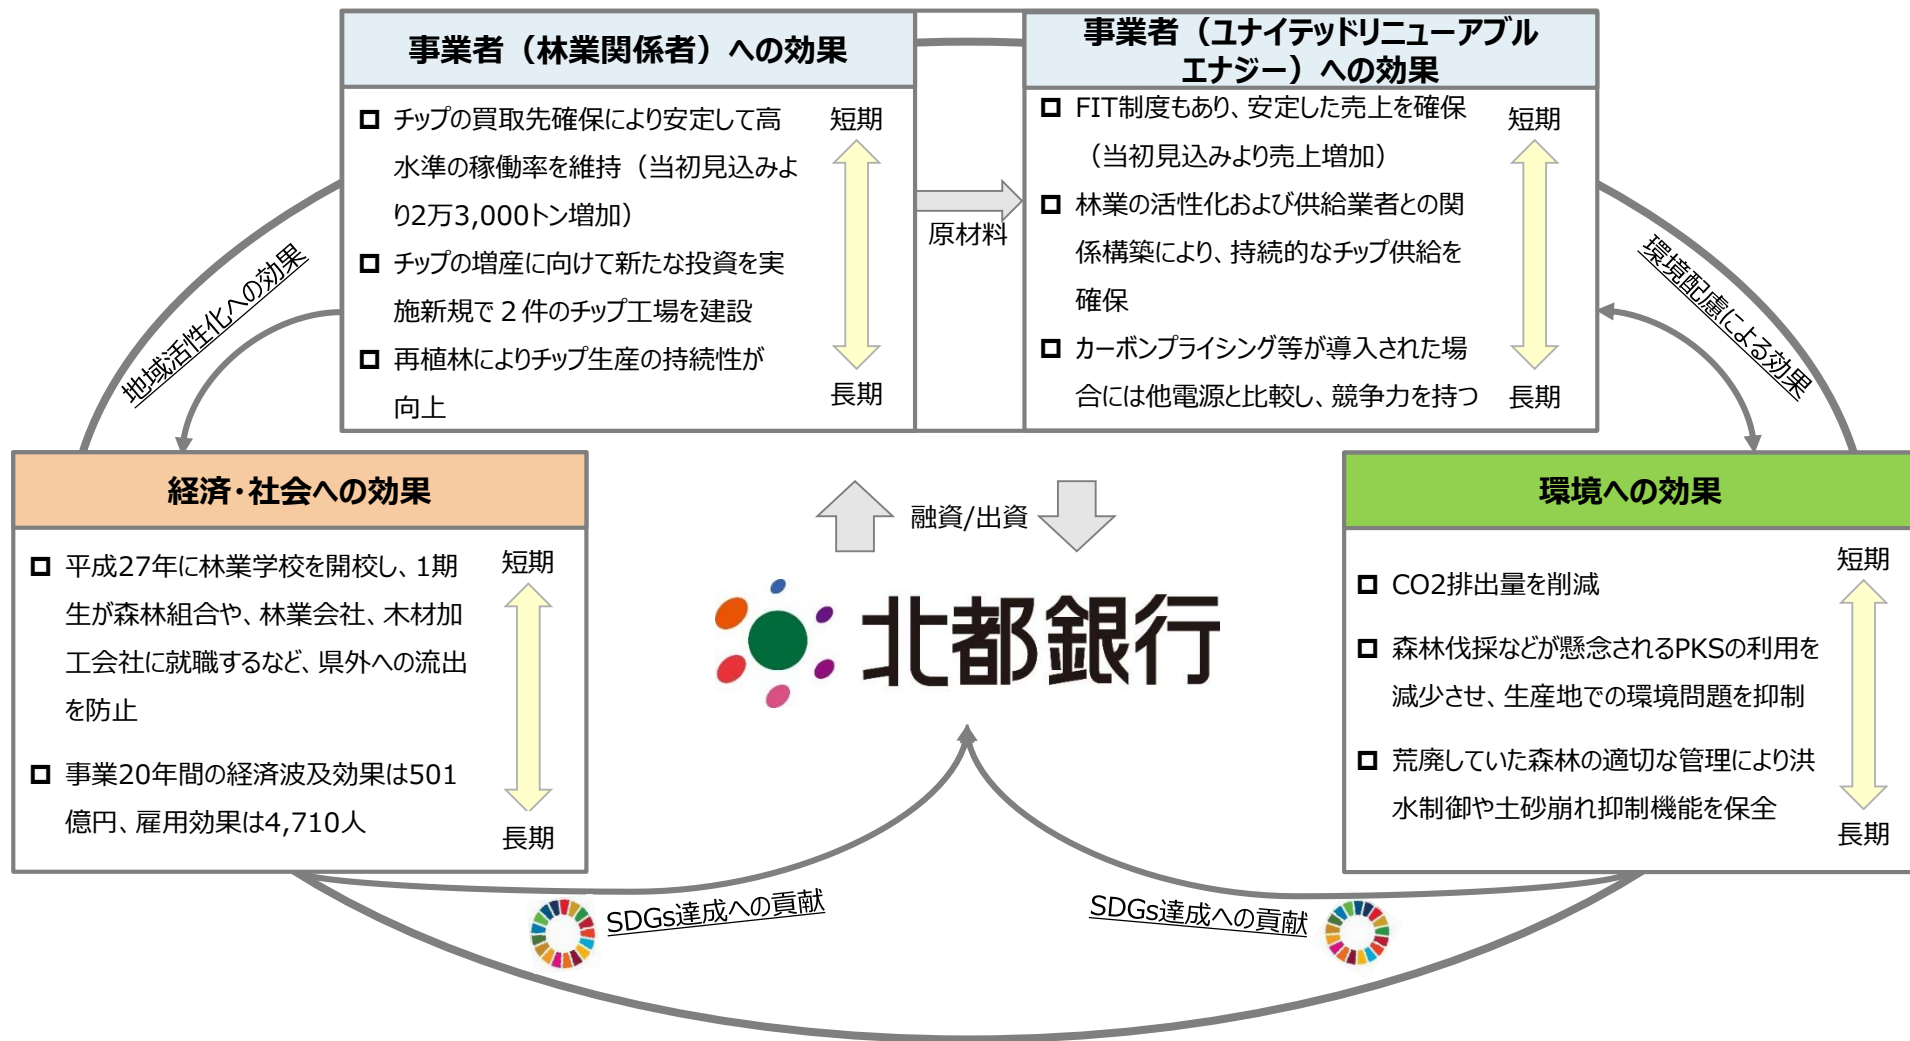 事業者（林業関係者）への効果
チップの買取先確保により安定して高
水準の稼働率を維持（当初見込みよ
り2万3,000トン増加）
チップの増産に向けて新たな投資を実
施新規で２件のチップ工場を建設
再植林によりチップ生産の持続性が
向上
短期
長期
原材料
事業者（ユナイテッドリニューアブル
エナジー）への効果
FIT制度もあり、安定した売上を確保
（当初見込みより売上増加）
林業の活性化および供給業者との関
係構築により、持続的なチップ供給を
確保
カーボンプライシング等が導入された場
合には他電源と比較し、競争力を持つ
短期
長期
地域活性化への効果
環境配慮による効果
経済・社会への効果
平成27年に林業学校を開校し、1期
生が森林組合や、林業会社、木材加
工会社に就職するなど、県外への流出
を防止
事業20年間の経済波及効果は501
億円、雇用効果は4,710人
短期
長期
融資/出資
北都銀行
環境への効果
CO2排出量を削減
森林伐採などが懸念されるPKSの利用を
減少させ、生産地での環境問題を抑制
荒廃していた森林の適切な管理により洪
水制御や土砂崩れ抑制機能を保全
短期
長期
SDGs達成への貢献
SDGs達成への貢献